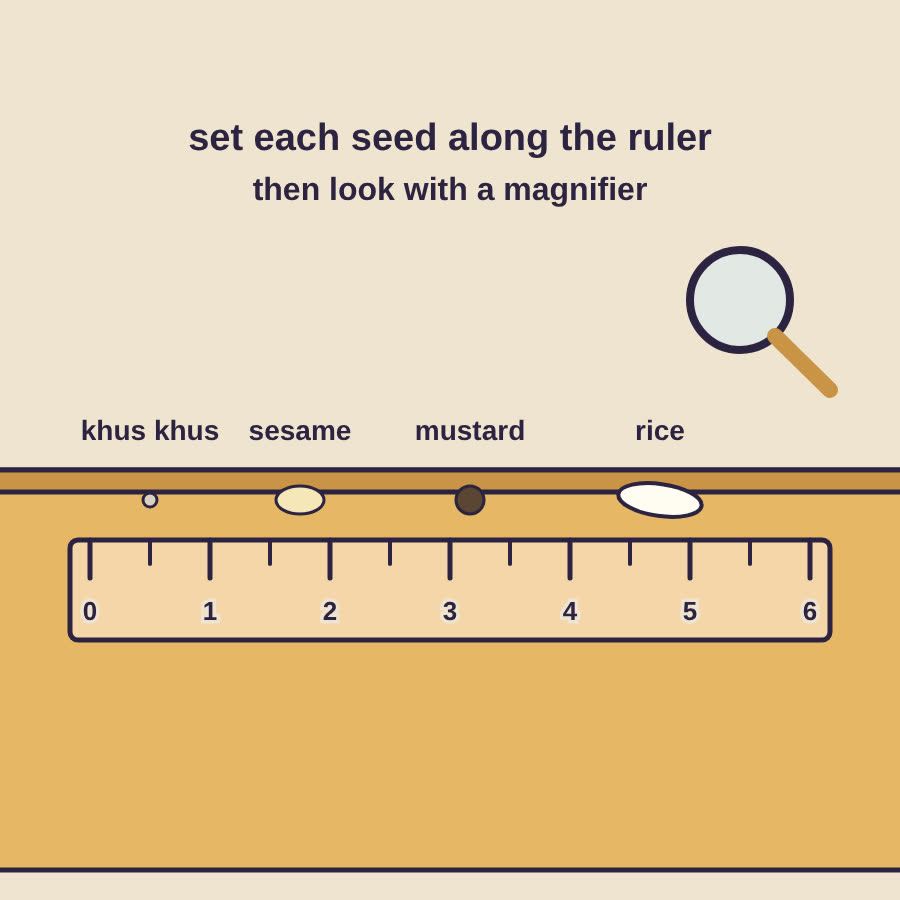 set each seed along the ruler
then look with a magnifier
khus khus sesame mustard rice
0 1 2 3 4 5 6